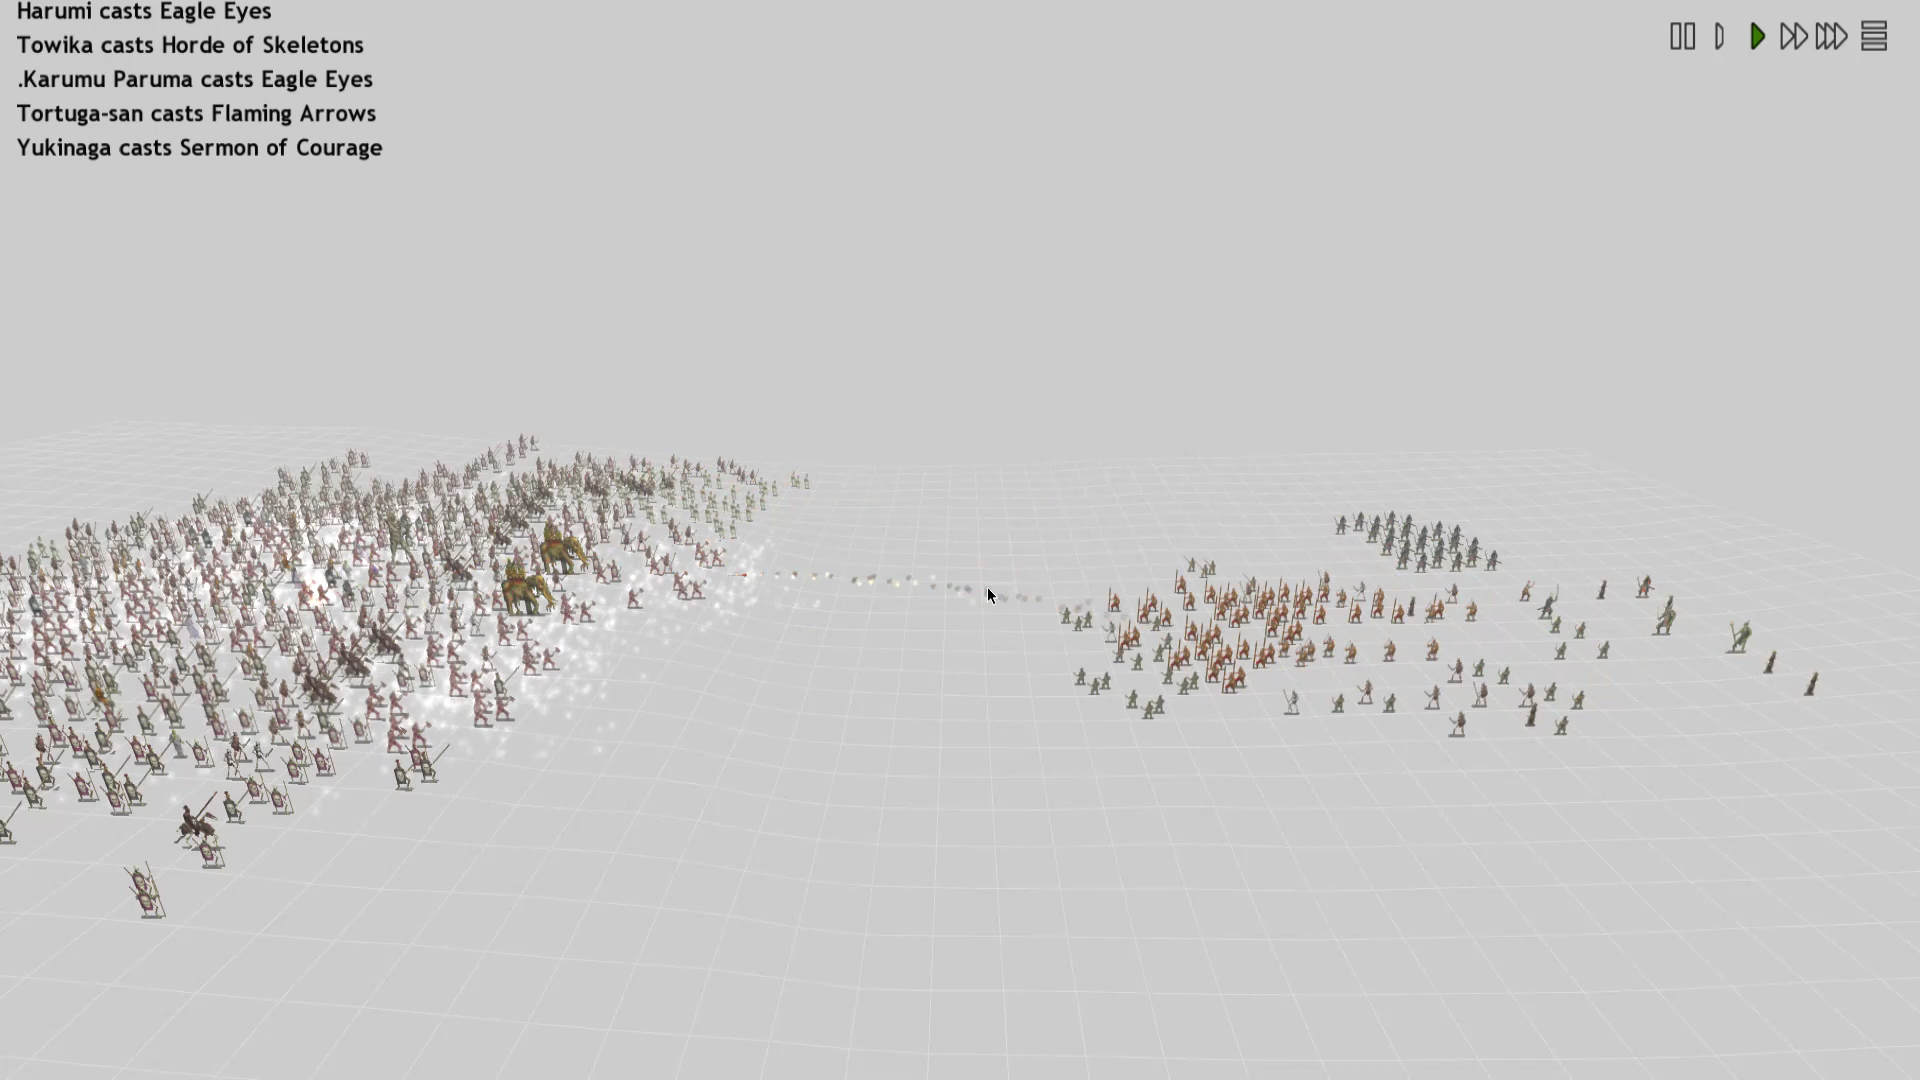 Harumi casts Eagle Eyes
Towika casts Horde of Skeletons
.Karumu Paruma casts Eagle Eyes
Tortuga-san casts Flaming Arrows
Yukinaga casts Sermon of Courage